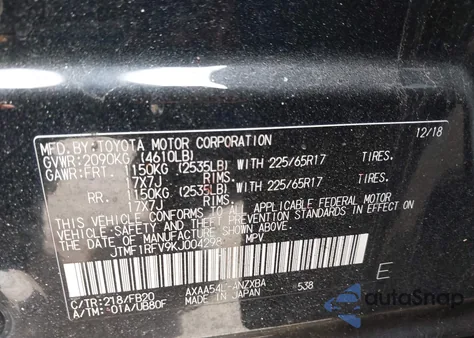 12/18
MFD. BY: TOYOTA MOTOR CORPORATION
GVWR: 2090KG (4610LB)
GAWR: FRT. 1150KG (2535LB) WITH 225/65R17 TIRES.
17X7J RIMS.
RR. 1150KG (2535LB) WITH 225/65R17 TIRES.
17X7J RIMS.
THIS VEHICLE CONFORMS TO ALL APPLICABLE FEDERAL MOTOR
VEHICLE SAFETY AND THEFT PREVENTION STANDARDS IN EFFECT ON
THE DATE OF MANUFACTURE SHOWN ABOVE.
JTMF1RFV9KJ004298 MPV
E
C/TR: 218/FB20 AXAA54L-ANZXBA 538
A/TM: -01A/UB80F MADE IN JAPAN
autoSnap